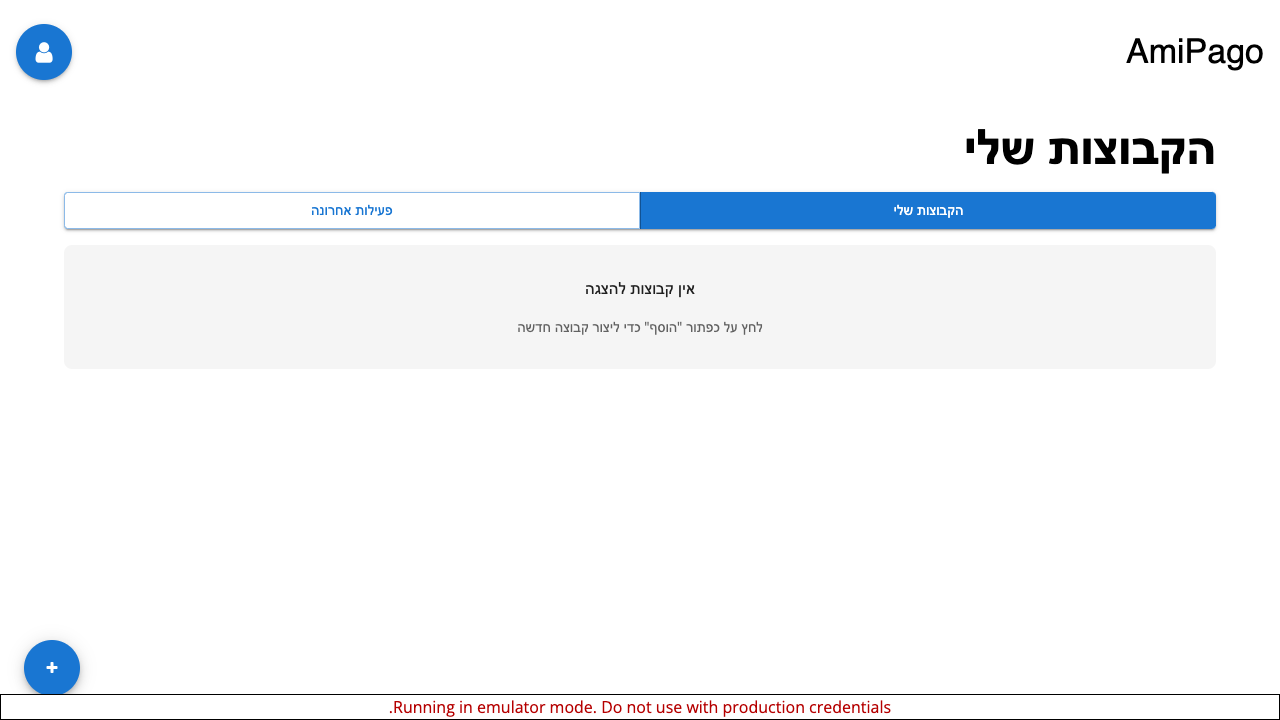 AmiPago
הקבוצות שלי
הקבוצות שלי
פעילות אחרונה
אין קבוצות להצגה
לחץ על כפתור "הוסף" כדי ליצור קבוצה חדשה
+
.Running in emulator mode. Do not use with production credentials